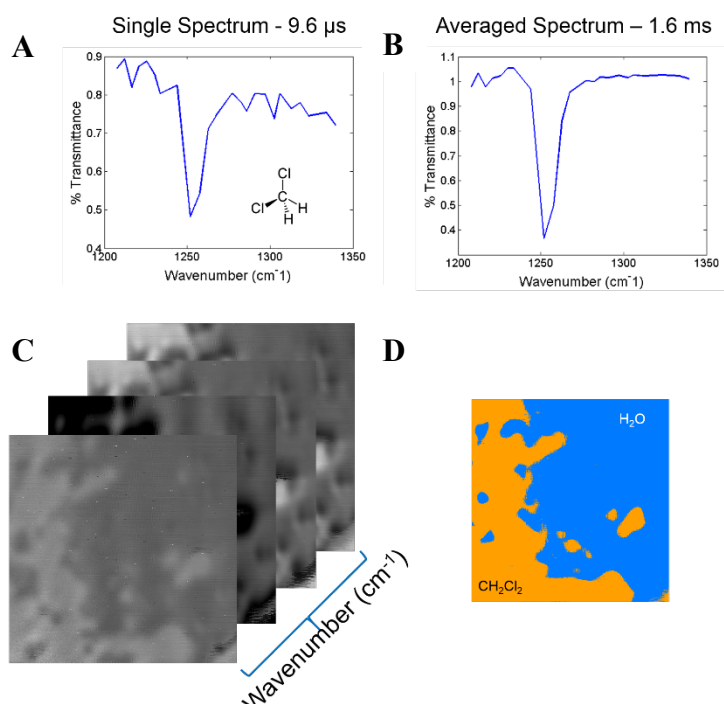 A
Single Spectrum - 9.6 µs
0.9
0.8
0.7
0.6
0.5
0.4
% Transmittance
Cl
Cl
C
H
H
1200
1250
1300
1350
Wavenumber (cm⁻¹)
B
Averaged Spectrum – 1.6 ms
1.1
1
0.9
0.8
0.7
0.6
0.5
0.4
% Transmittance
1200
1250
1300
1350
Wavenumber (cm⁻¹)
C
Wavenumber (cm⁻¹)
D
H₂O
CH₂Cl₂